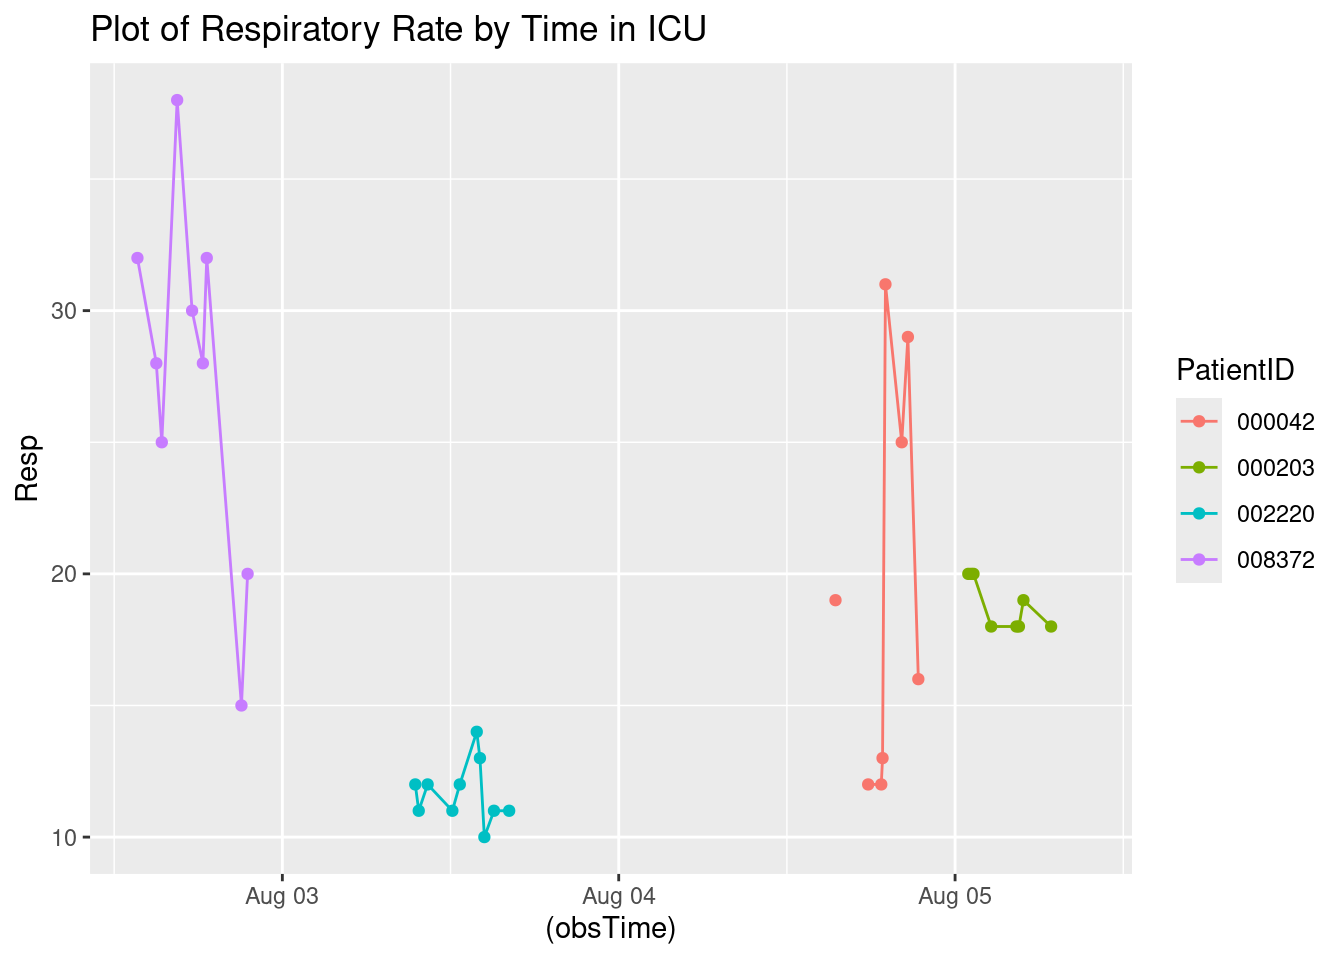 Plot of Respiratory Rate by Time in ICU
Resp
30
20
10
Aug 03
Aug 04
Aug 05
(obsTime)
PatientID
000042
000203
002220
008372